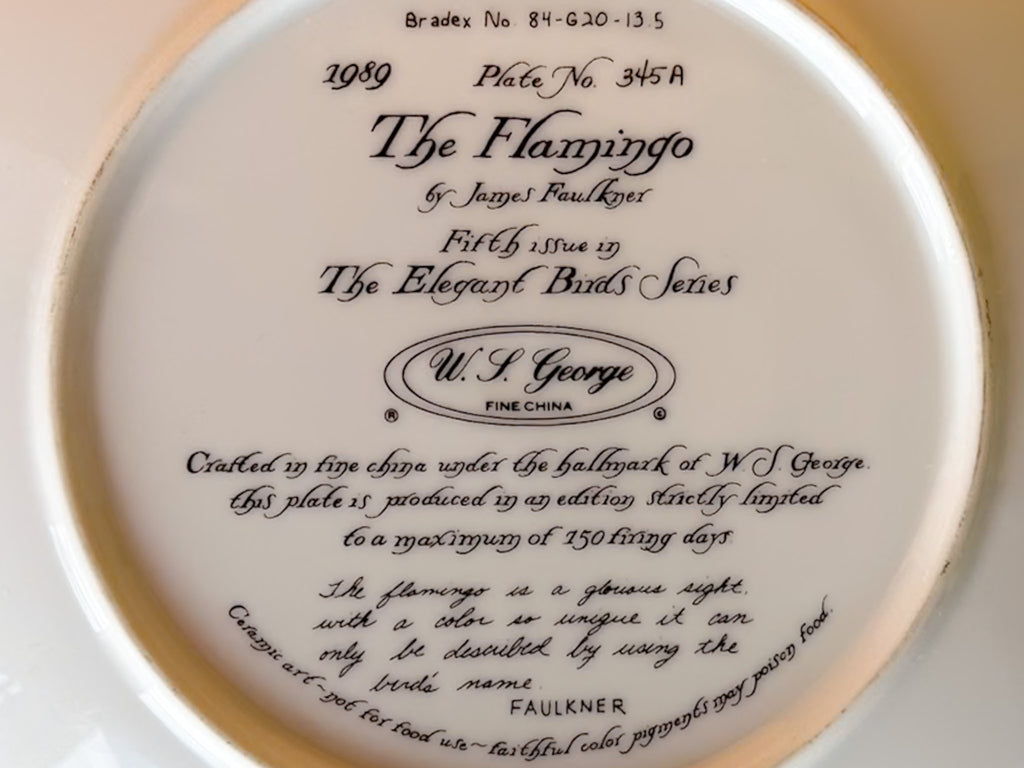 Bradex No. 84-G20-13.5
1989 Plate No. 345A
The Flamingo
by James Faulkner
Fifth issue in
The Elegant Birds Series
W. S. George
FINE CHINA
® ©
Crafted in fine china under the hallmark of W. S. George.
this plate is produced in an edition strictly limited
to a maximum of 150 firing days
The flamingo is a glorious sight,
with a color so unique it can
only be described by using the
bird's name.
FAULKNER
Ceramic art~not for food use~faithful color pigments may poison food.